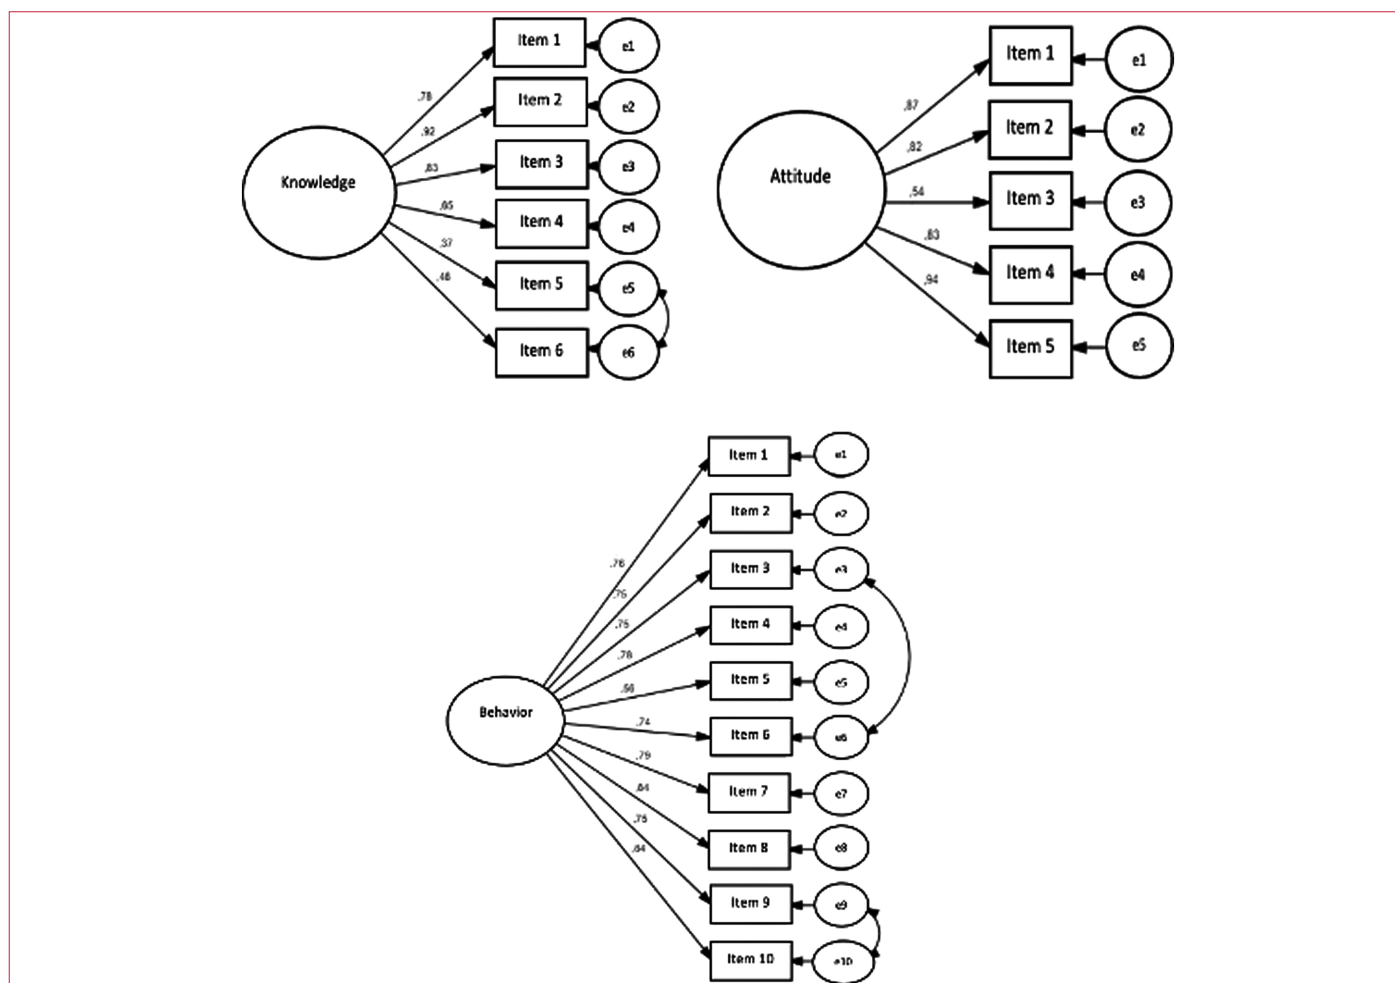 Item 1 e1
,78
Item 2 e2
,92
Knowledge
Item 3 e3
,83
Item 4 e4
,65
,37
Item 5 e5
,46
Item 6 e6
Item 1 e1
,87
Item 2 e2
,82
Attitude
,54
Item 3 e3
,83
Item 4 e4
,94
Item 5 e5
Item 1 e1
Item 2 e2
,76
Item 3 e3
,75
,75
Item 4 e4
,78
Item 5 e5
Behavior
,74
Item 6 e6
,79
Item 7 e7
,64
Item 8 e8
,75
,64
Item 9 e9
Item 10 e10